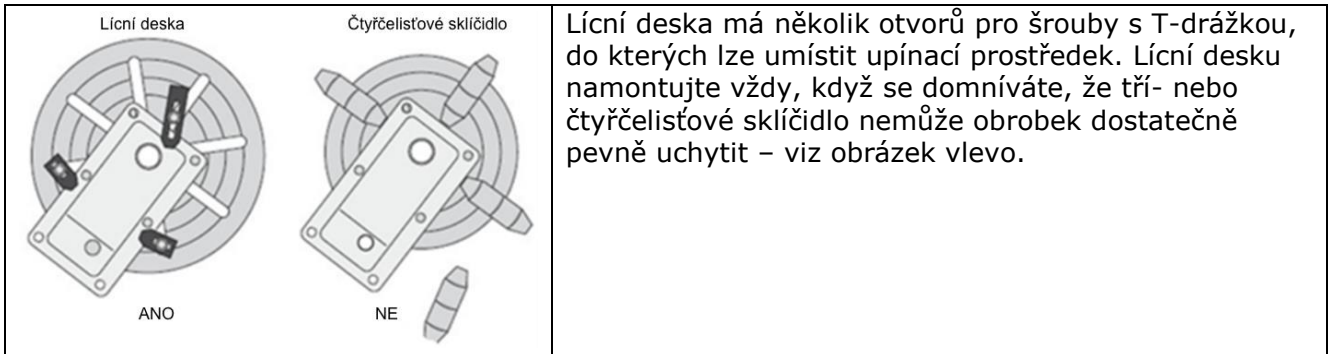 Lícní deska
Čtyřčelisťové sklíčidlo
ANO
NE
Lícní deska má několik otvorů pro šrouby s T-drážkou,
do kterých lze umístit upínací prostředek. Lícní desku
namontujte vždy, když se domníváte, že tří- nebo
čtyřčelisťové sklíčidlo nemůže obrobek dostatečně
pevně uchytit – viz obrázek vlevo.